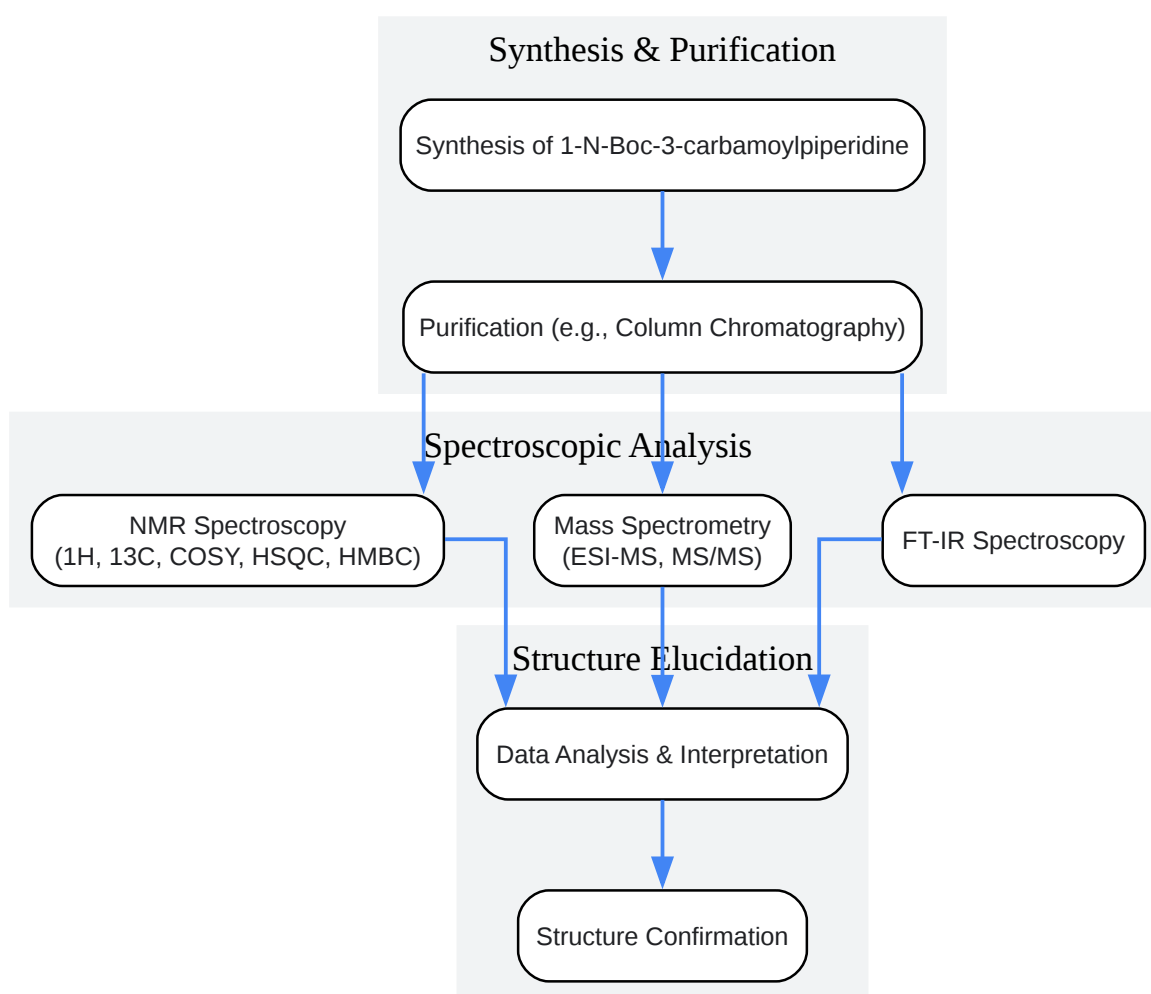 Synthesis & Purification
Synthesis of 1-N-Boc-3-carbamoylpiperidine
Purification (e.g., Column Chromatography)
Spectroscopic Analysis
NMR Spectroscopy
(1H, 13C, COSY, HSQC, HMBC)
Mass Spectrometry
(ESI-MS, MS/MS)
FT-IR Spectroscopy
Structure Elucidation
Data Analysis & Interpretation
Structure Confirmation